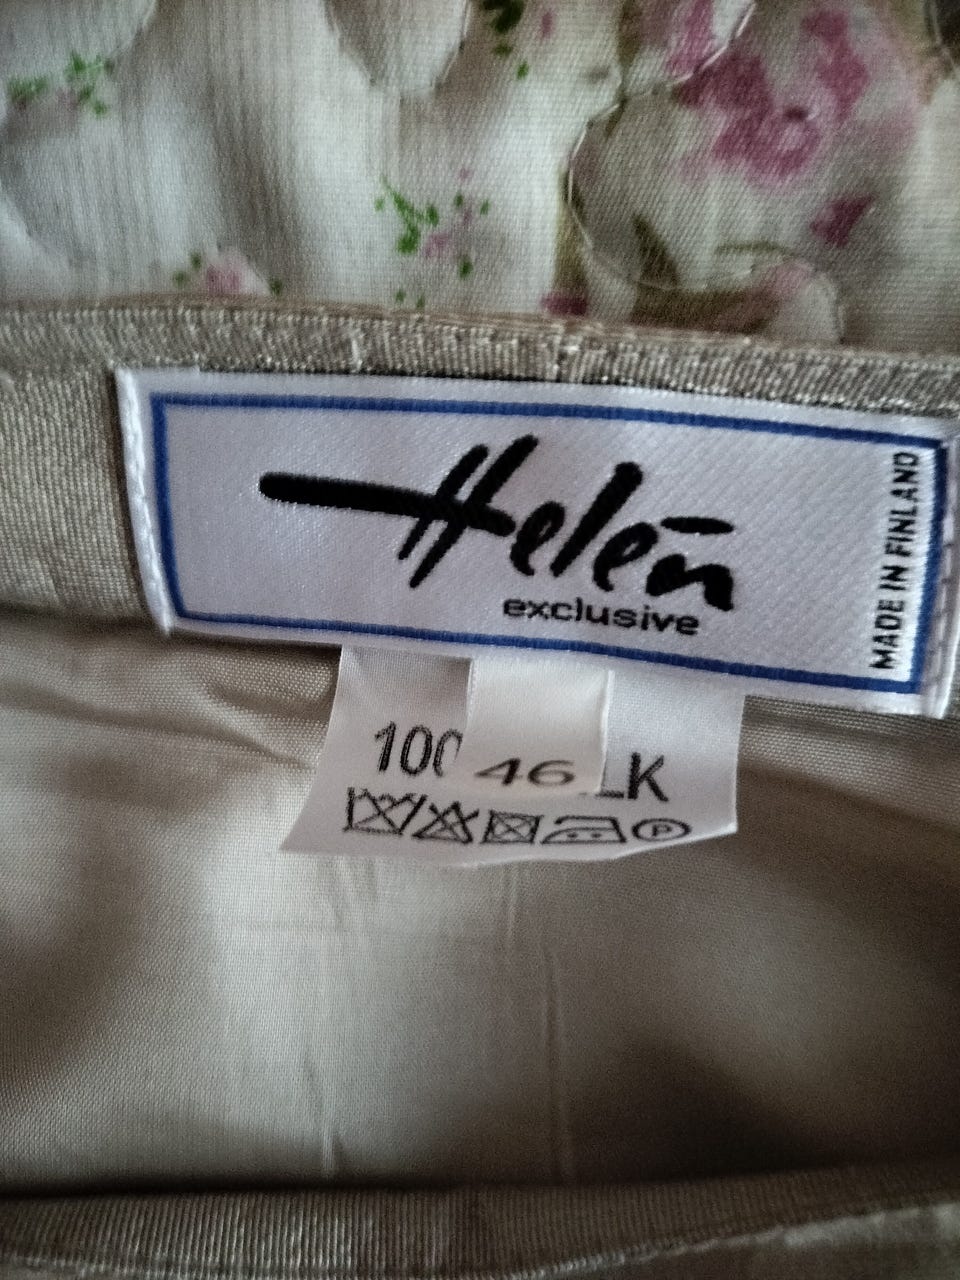 Helén
exclusive
MADE IN FINLAND
46
100
LK
P